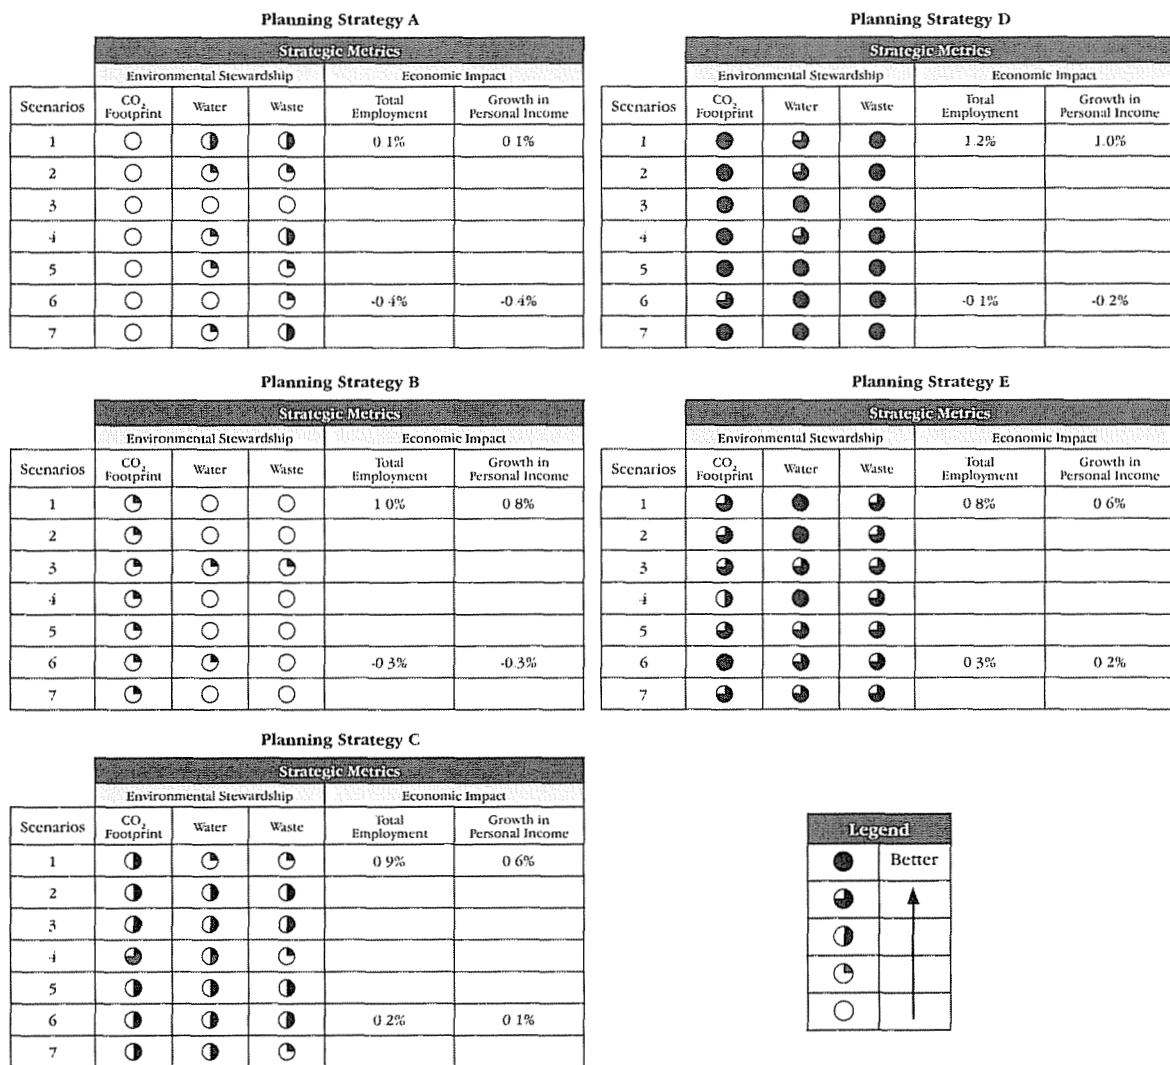 Planning Strategy A
Strategic Metrics
Environmental Stewardship Economic Impact
Scenarios CO2 Footprint Water Waste Total Employment Growth in Personal Income
1 0 1% 0 1%
2
3
4
5
6 -0 4% -0 4%
7
Planning Strategy B
Strategic Metrics
Environmental Stewardship Economic Impact
Scenarios CO2 Footprint Water Waste Total Employment Growth in Personal Income
1 1 0% 0 8%
2
3
4
5
6 -0 3% -0.3%
7
Planning Strategy C
Strategic Metrics
Environmental Stewardship Economic Impact
Scenarios CO2 Footprint Water Waste Total Employment Growth in Personal Income
1 0 9% 0 6%
2
3
4
5
6 0 2% 0 1%
7
Planning Strategy D
Strategic Metrics
Environmental Stewardship Economic Impact
Scenarios CO2 Footprint Water Waste Total Employment Growth in Personal Income
1 1.2% 1.0%
2
3
4
5
6 -0 1% -0 2%
7
Planning Strategy E
Strategic Metrics
Environmental Stewardship Economic Impact
Scenarios CO2 Footprint Water Waste Total Employment Growth in Personal Income
1 0 8% 0 6%
2
3
4
5
6 0 3% 0 2%
7
Legend
Better